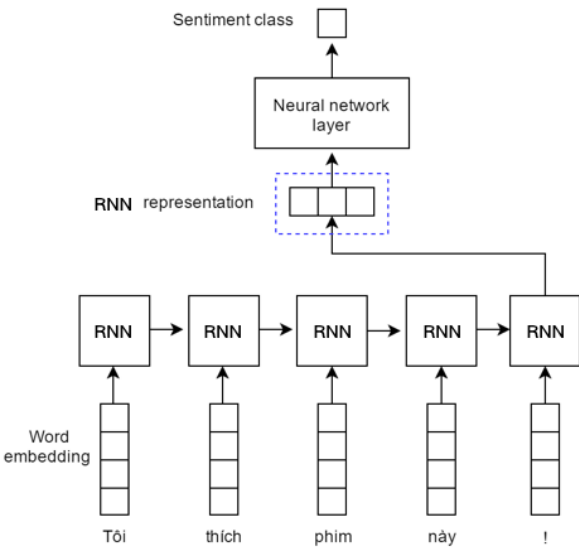 Sentiment class
Neural network
layer
RNN representation
RNN RNN RNN RNN RNN
Word
embedding
Tôi thích phim này !